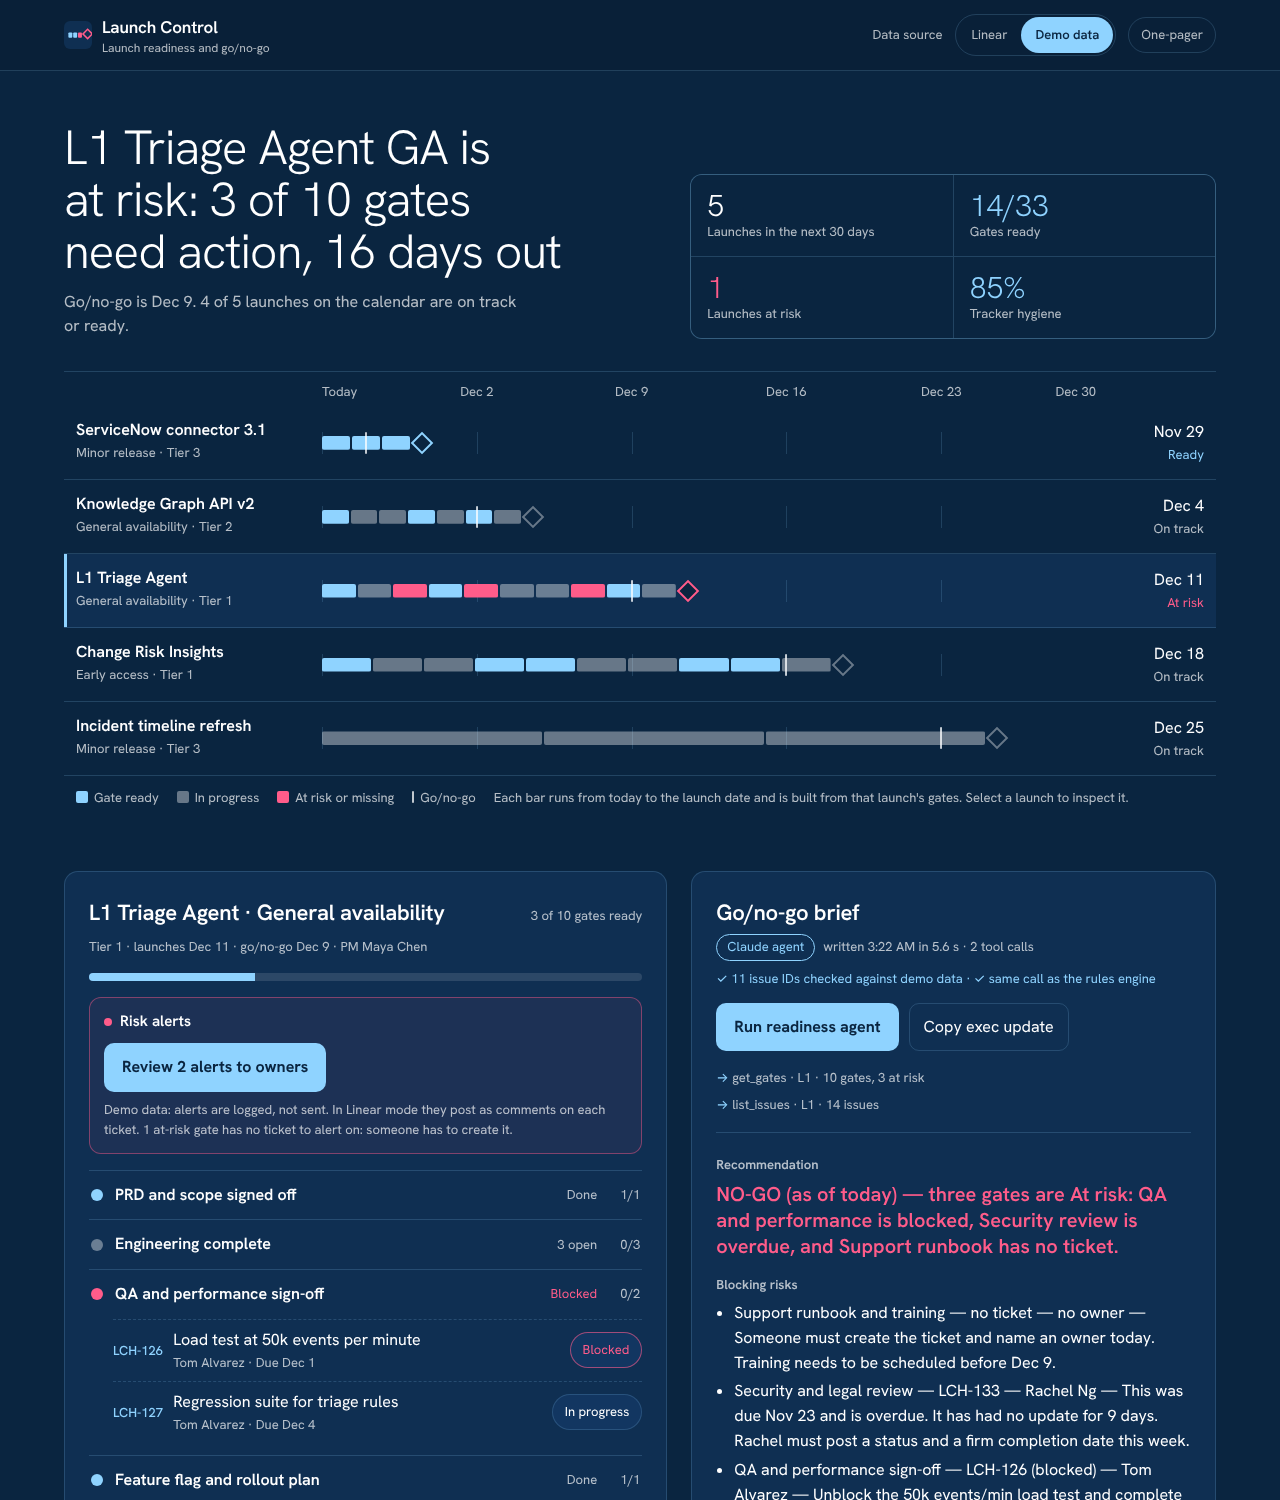 Launch Control
Launch readiness and go/no-go
Data source
Linear
Demo data
One-pager
L1 Triage Agent GA is
at risk: 3 of 10 gates
need action, 16 days out
Go/no-go is Dec 9. 4 of 5 launches on the calendar are on track
or ready.
5
Launches in the next 30 days
14/33
Gates ready
1
Launches at risk
85%
Tracker hygiene
Today
Dec 2
Dec 9
Dec 16
Dec 23
Dec 30
ServiceNow connector 3.1
Minor release · Tier 3
Nov 29
Ready
Knowledge Graph API v2
General availability · Tier 2
Dec 4
On track
L1 Triage Agent
General availability · Tier 1
Dec 11
At risk
Change Risk Insights
Early access · Tier 1
Dec 18
On track
Incident timeline refresh
Minor release · Tier 3
Dec 25
On track
Gate ready
In progress
At risk or missing
Go/no-go
Each bar runs from today to the launch date and is built from that launch's gates. Select a launch to inspect it.
L1 Triage Agent · General availability
3 of 10 gates ready
Tier 1 · launches Dec 11 · go/no-go Dec 9 · PM Maya Chen
Risk alerts
Review 2 alerts to owners
Demo data: alerts are logged, not sent. In Linear mode they post as comments on each
ticket. 1 at-risk gate has no ticket to alert on: someone has to create it.
PRD and scope signed off
Done
1/1
Engineering complete
3 open
0/3
QA and performance sign-off
Blocked
0/2
LCH-126
Load test at 50k events per minute
Tom Alvarez · Due Dec 1
Blocked
LCH-127
Regression suite for triage rules
Tom Alvarez · Due Dec 4
In progress
Feature flag and rollout plan
Done
1/1
Go/no-go brief
Claude agent
written 3:22 AM in 5.6 s · 2 tool calls
✓ 11 issue IDs checked against demo data · ✓ same call as the rules engine
Run readiness agent
Copy exec update
→ get_gates · L1 · 10 gates, 3 at risk
→ list_issues · L1 · 14 issues
Recommendation
NO-GO (as of today) — three gates are At risk: QA
and performance is blocked, Security review is
overdue, and Support runbook has no ticket.
Blocking risks
• Support runbook and training — no ticket — no owner —
Someone must create the ticket and name an owner today.
Training needs to be scheduled before Dec 9.
• Security and legal review — LCH-133 — Rachel Ng — This was
due Nov 23 and is overdue. It has had no update for 9 days.
Rachel must post a status and a firm completion date this week.
• QA and performance sign-off — LCH-126 (blocked) — Tom
Alvarez — Unblock the 50k events/min load test and complete